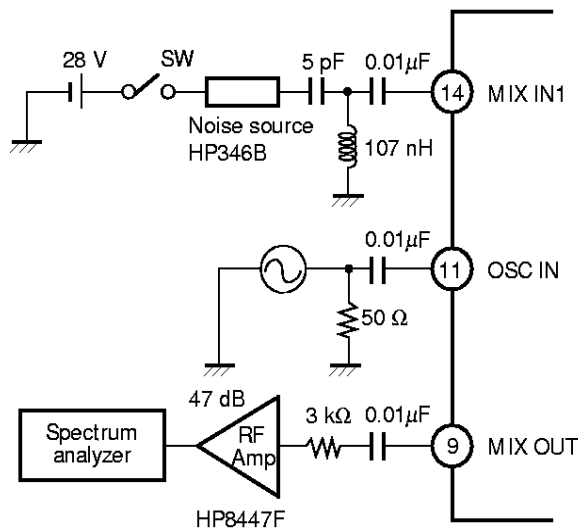 28 V
SW
5 pF
0.01μF
14
MIX IN1
Noise source
HP346B
107 nH
0.01μF
11
OSC IN
50 Ω
47 dB
3 kΩ
0.01μF
Spectrum
analyzer
RF
Amp
9
MIX OUT
HP8447F